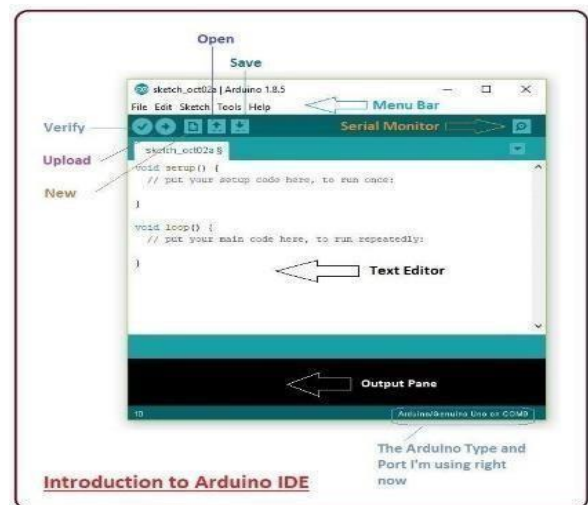 Open
Save
sketch_oct02a | Arduino 1.8.5
File Edit Sketch Tools Help
Menu Bar
Verify
Serial Monitor
Upload
sketch_oct02a §
New
void setup() {
// put your setup code here, to run once:
}
void loop() {
// put your main code here, to run repeatedly:
}
Text Editor
Output Pane
10
Arduino/Genuino Uno on COM9
The Arduino Type and
Port I'm using right
now
Introduction to Arduino IDE